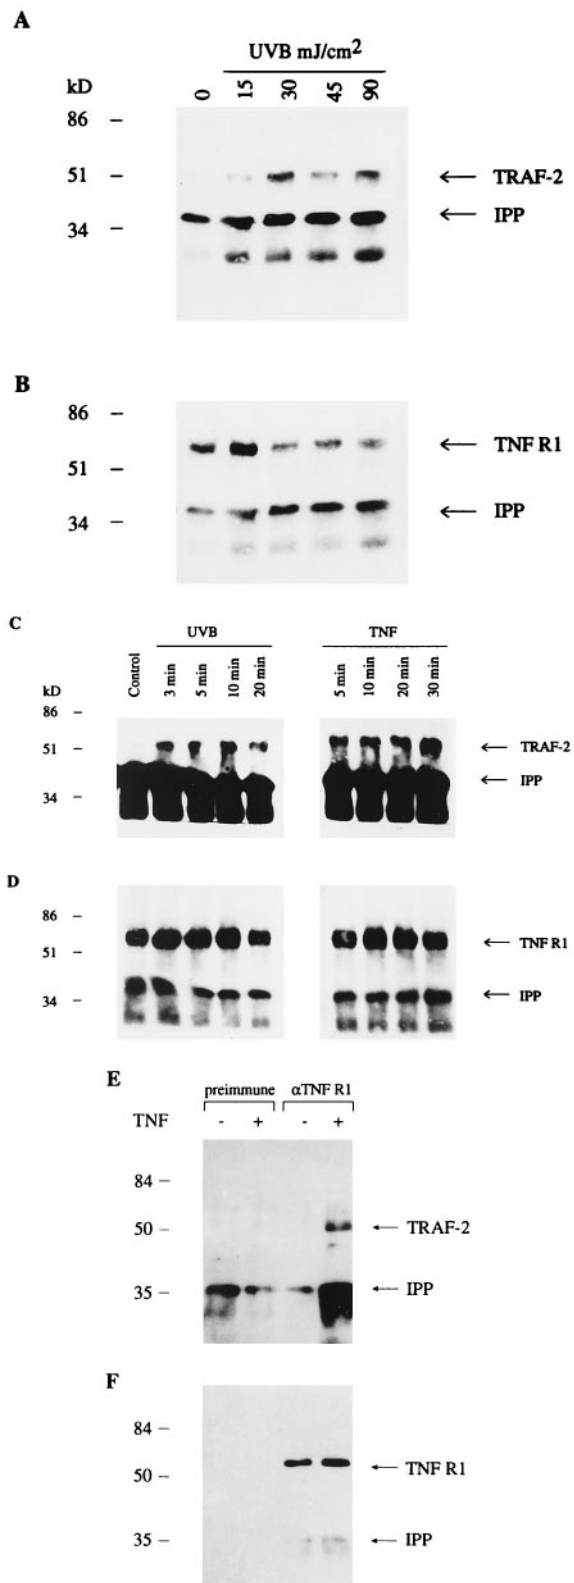 A
UVB mJ/cm2
kD
0 15 30 45 90
86
51 TRAF-2
IPP
34
B
86
TNF R1
51
IPP
34
C
UVB TNF
Control 3 min 5 min 10 min 20 min 5 min 10 min 20 min 30 min
kD
86
51 TRAF-2
IPP
34
D
86
TNF R1
51
IPP
34
E
preimmune αTNF R1
TNF - + - +
84
50 TRAF-2
35 IPP
F
84
TNF R1
50
35 IPP